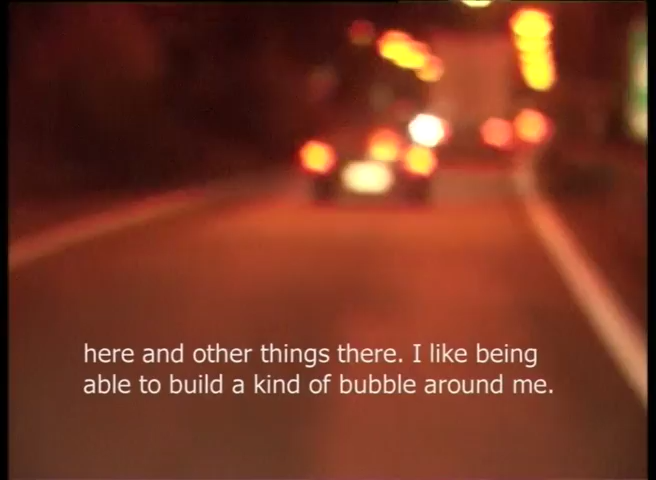 here and other things there. I like being
able to build a kind of bubble around me.